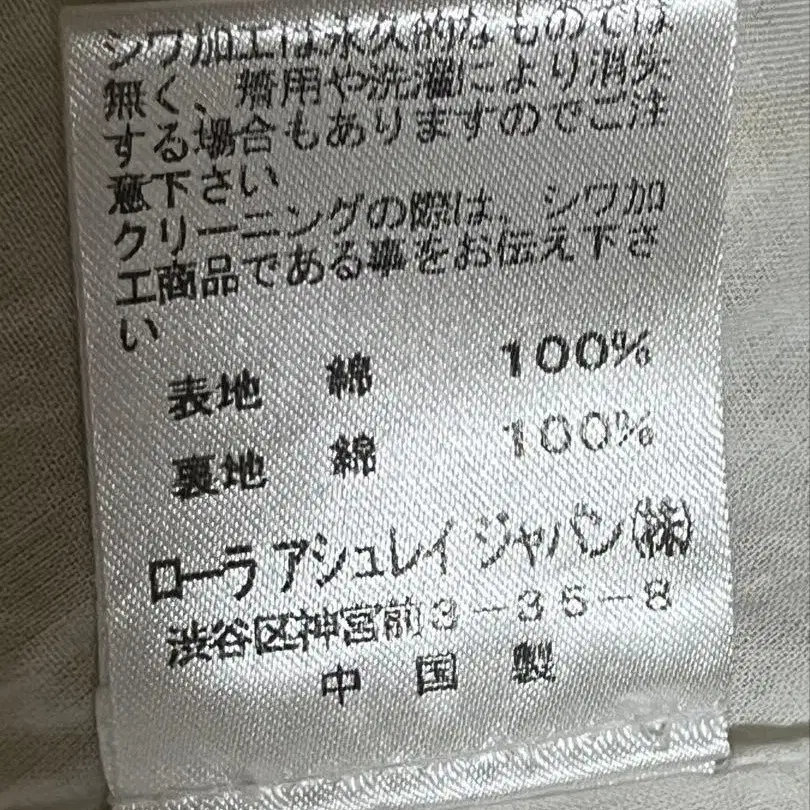 シワ加工は永久的なものでは
無く、着用や洗濯により消失
する場合もありますのでご注
意下さい
クリーニングの際は、シワ加
工商品である事をお伝え下さ
い
表地 綿 100%
裏地 綿 100%
ローラ アシュレイ ジャパン(株)
渋谷区神宮前3-35-8
中国製